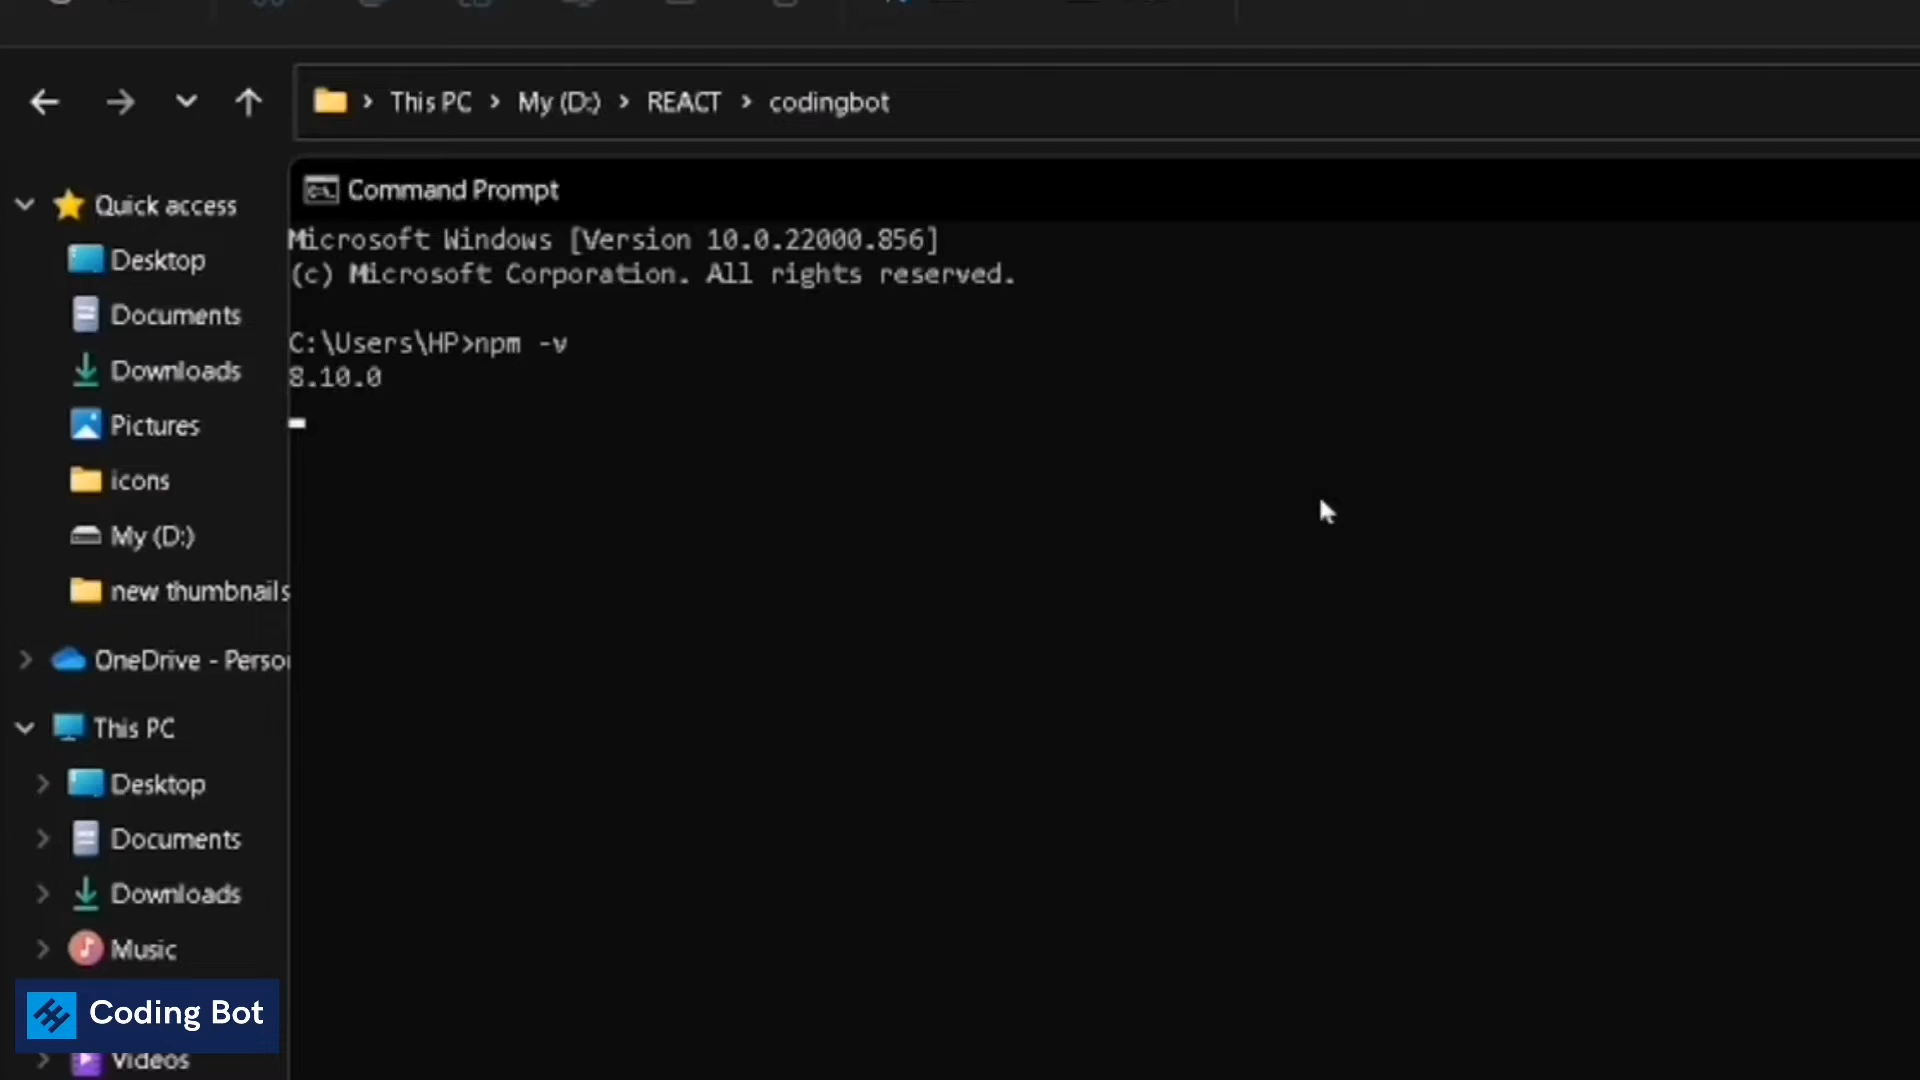 This PC > My (D:) > REACT > codingbot
Quick access
Desktop
Documents
Downloads
Pictures
icons
My (D:)
new thumbnails
OneDrive - Perso
This PC
Desktop
Documents
Downloads
Music
Videos
Command Prompt
Microsoft Windows [Version 10.0.22000.856]
(c) Microsoft Corporation. All rights reserved.
C:\Users\HP>npm -v
8.10.0
Coding Bot